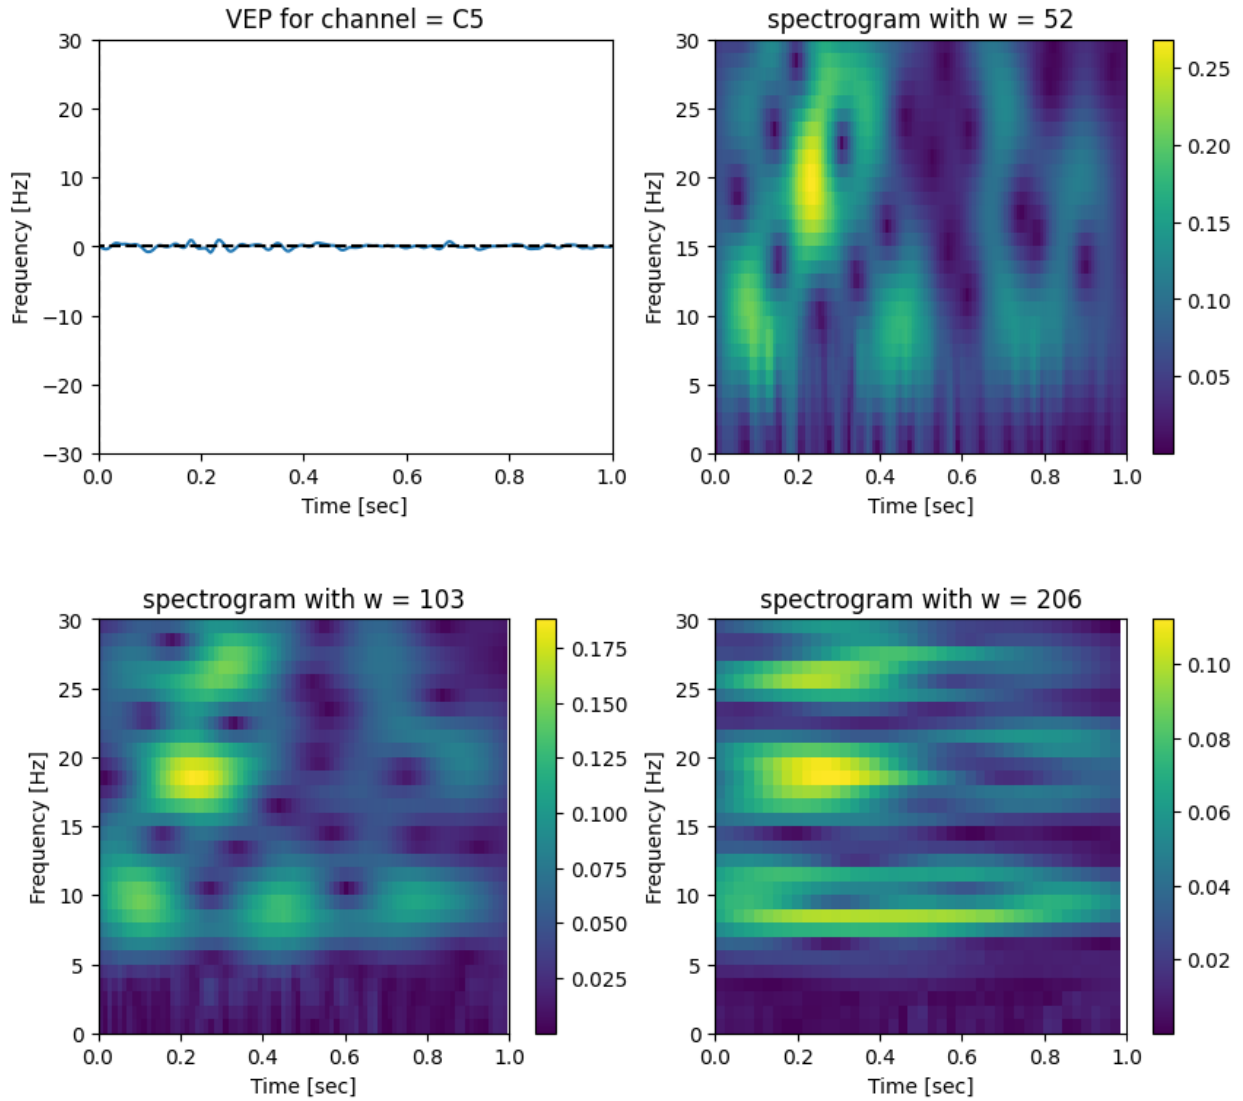 VEP for channel = C5
30
20
10
0
−10
−20
−30
Frequency [Hz]
0.0 0.2 0.4 0.6 0.8 1.0
Time [sec]
spectrogram with w = 52
30
25
20
15
10
5
0
Frequency [Hz]
0.0 0.2 0.4 0.6 0.8 1.0
Time [sec]
0.25
0.20
0.15
0.10
0.05
spectrogram with w = 103
30
25
20
15
10
5
0
Frequency [Hz]
0.0 0.2 0.4 0.6 0.8 1.0
Time [sec]
0.175
0.150
0.125
0.100
0.075
0.050
0.025
spectrogram with w = 206
30
25
20
15
10
5
0
Frequency [Hz]
0.0 0.2 0.4 0.6 0.8 1.0
Time [sec]
0.10
0.08
0.06
0.04
0.02